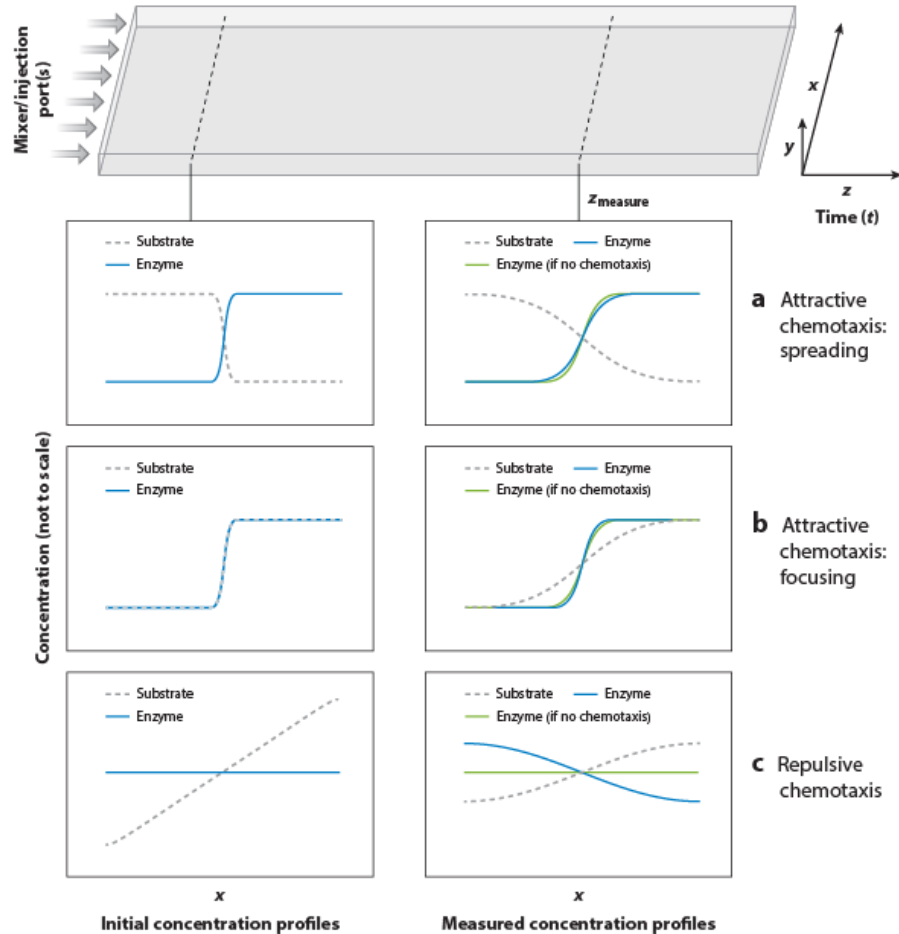 Mixer/injection
port(s)
x
y
z
Time (t)
zmeasure
Substrate
Enzyme
Substrate
Enzyme
Enzyme (if no chemotaxis)
a Attractive
chemotaxis:
spreading
Concentration (not to scale)
Substrate
Enzyme
Substrate
Enzyme
Enzyme (if no chemotaxis)
b Attractive
chemotaxis:
focusing
Substrate
Enzyme
Substrate
Enzyme
Enzyme (if no chemotaxis)
c Repulsive
chemotaxis
x
x
Initial concentration profiles
Measured concentration profiles